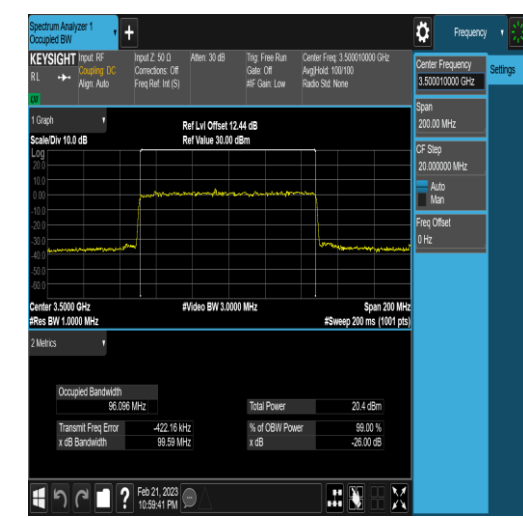 Spectrum Analyzer 1
Occupied BW
+
Frequency
KEYSIGHT Input: RF
R L
Coupling: DC
Align: Auto
Input Z: 50 Ω
Corrections: Off
Freq Ref: Int (S)
Atten: 30 dB
Trig: Free Run
Gate: Off
#IF Gain: Low
Center Freq: 3.500010000 GHz
Avg|Hold: 100/100
Radio Std: None
Center Frequency
3.500010000 GHz
Settings
Span
200.00 MHz
CF Step
20.000000 MHz
Auto
Man
Freq Offset
0 Hz
1 Graph
Scale/Div 10.0 dB
Ref Lvl Offset 12.44 dB
Ref Value 30.00 dBm
Log
20.0
10.0
0.00
-10.0
-20.0
-30.0
-40.0
-50.0
-60.0
Center 3.5000 GHz
#Res BW 1.0000 MHz
#Video BW 3.0000 MHz
Span 200 MHz
#Sweep 200 ms (1001 pts)
2 Metrics
Occupied Bandwidth
96.096 MHz
Total Power 20.4 dBm
Transmit Freq Error -422.16 kHz
% of OBW Power 99.00 %
x dB Bandwidth 99.59 MHz
x dB -26.00 dB
?
Feb 21, 2023
10:59:41 PM